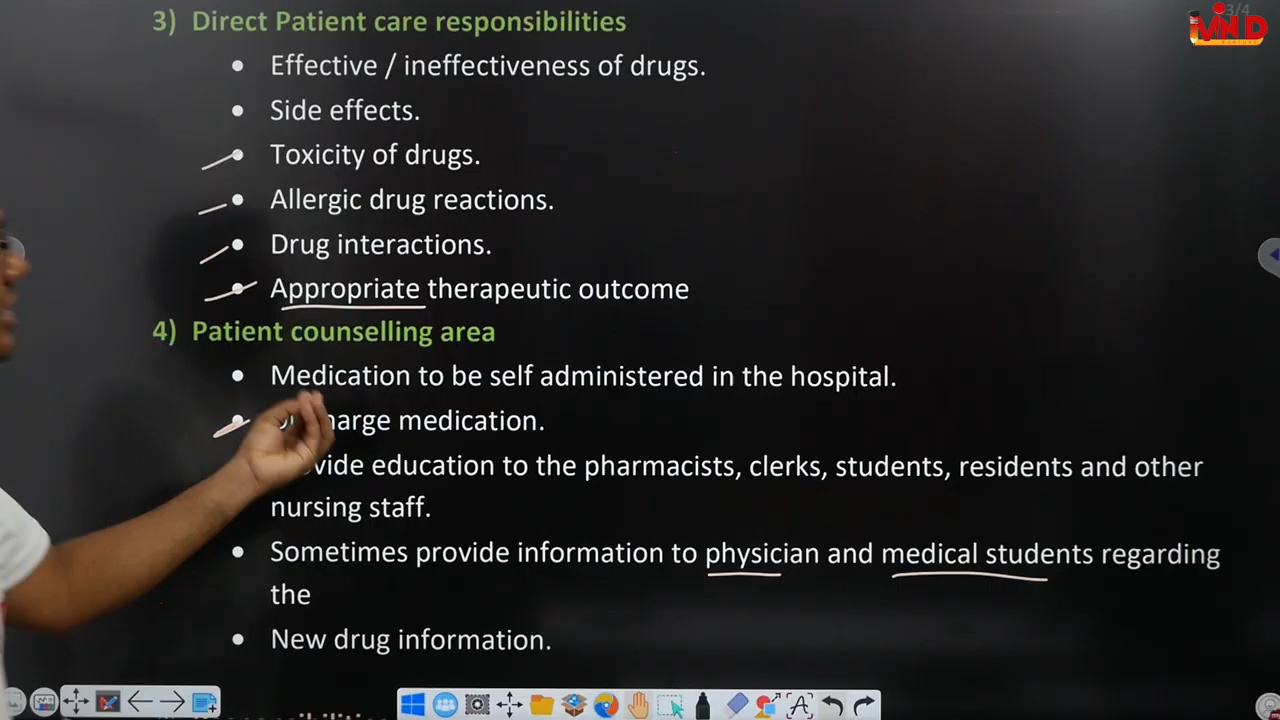 3/4
3) Direct Patient care responsibilities
• Effective / ineffectiveness of drugs.
• Side effects.
• Toxicity of drugs.
• Allergic drug reactions.
• Drug interactions.
• Appropriate therapeutic outcome
4) Patient counselling area
• Medication to be self administered in the hospital.
• medication.
• education to the pharmacists, clerks, students, residents and other
nursing staff.
• Sometimes provide information to physician and medical students regarding
the
• New drug information.